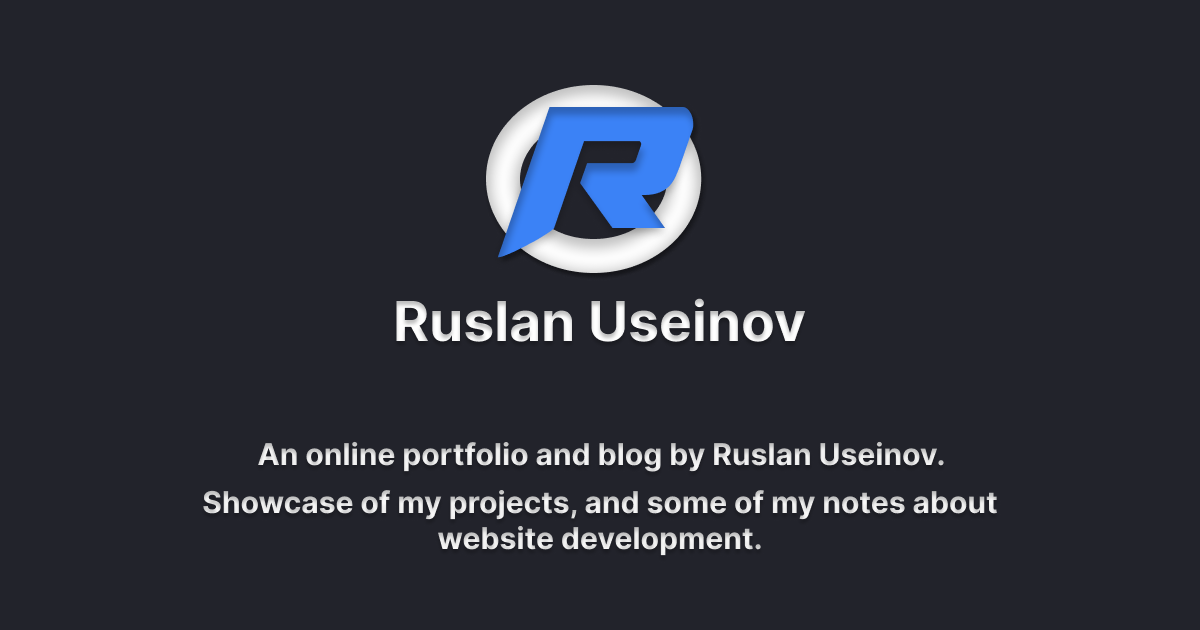 R
Ruslan Useinov
An online portfolio and blog by Ruslan Useinov.
Showcase of my projects, and some of my notes about
website development.